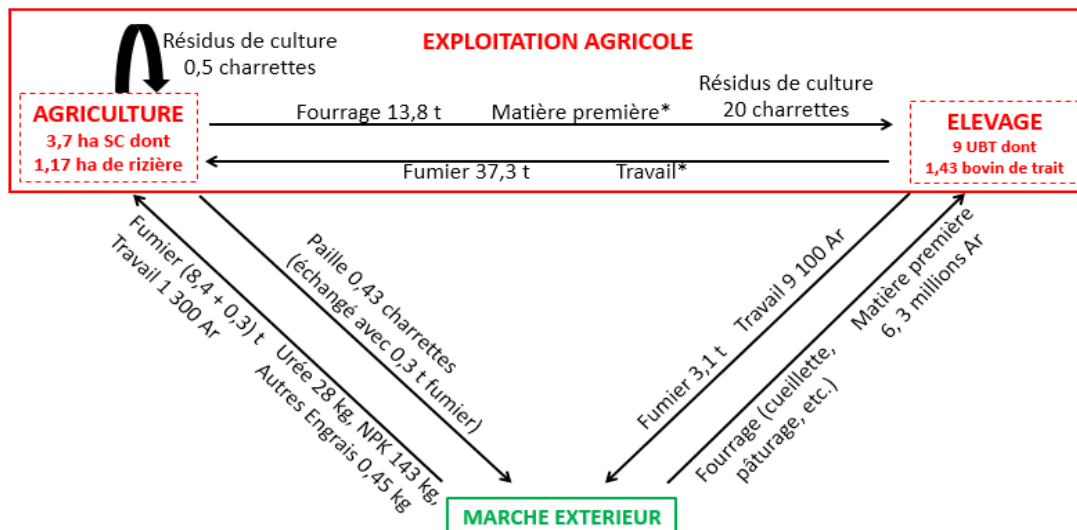 Résidus de culture
0,5 charrettes
EXPLOITATION AGRICOLE
AGRICULTURE
3,7 ha SC dont
1,17 ha de rizière
Fourrage 13,8 t Matière première*
Résidus de culture
20 charrettes
ELEVAGE
9 UBT dont
1,43 bovin de trait
Fumier 37,3 t Travail*
Fumier (8,4 + 0,3) t Urée 28 kg, NPK 143 kg,
Travail 1 300 Ar Autres Engrais 0,45 kg
Paille 0,43 charrettes
(échangé avec 0,3 t fumier)
Fumier 3,1 t Travail 9 100 Ar
Fourrage (cueillette,
pâturage, etc.)
Matière première
6, 3 millions Ar
MARCHE EXTERIEUR